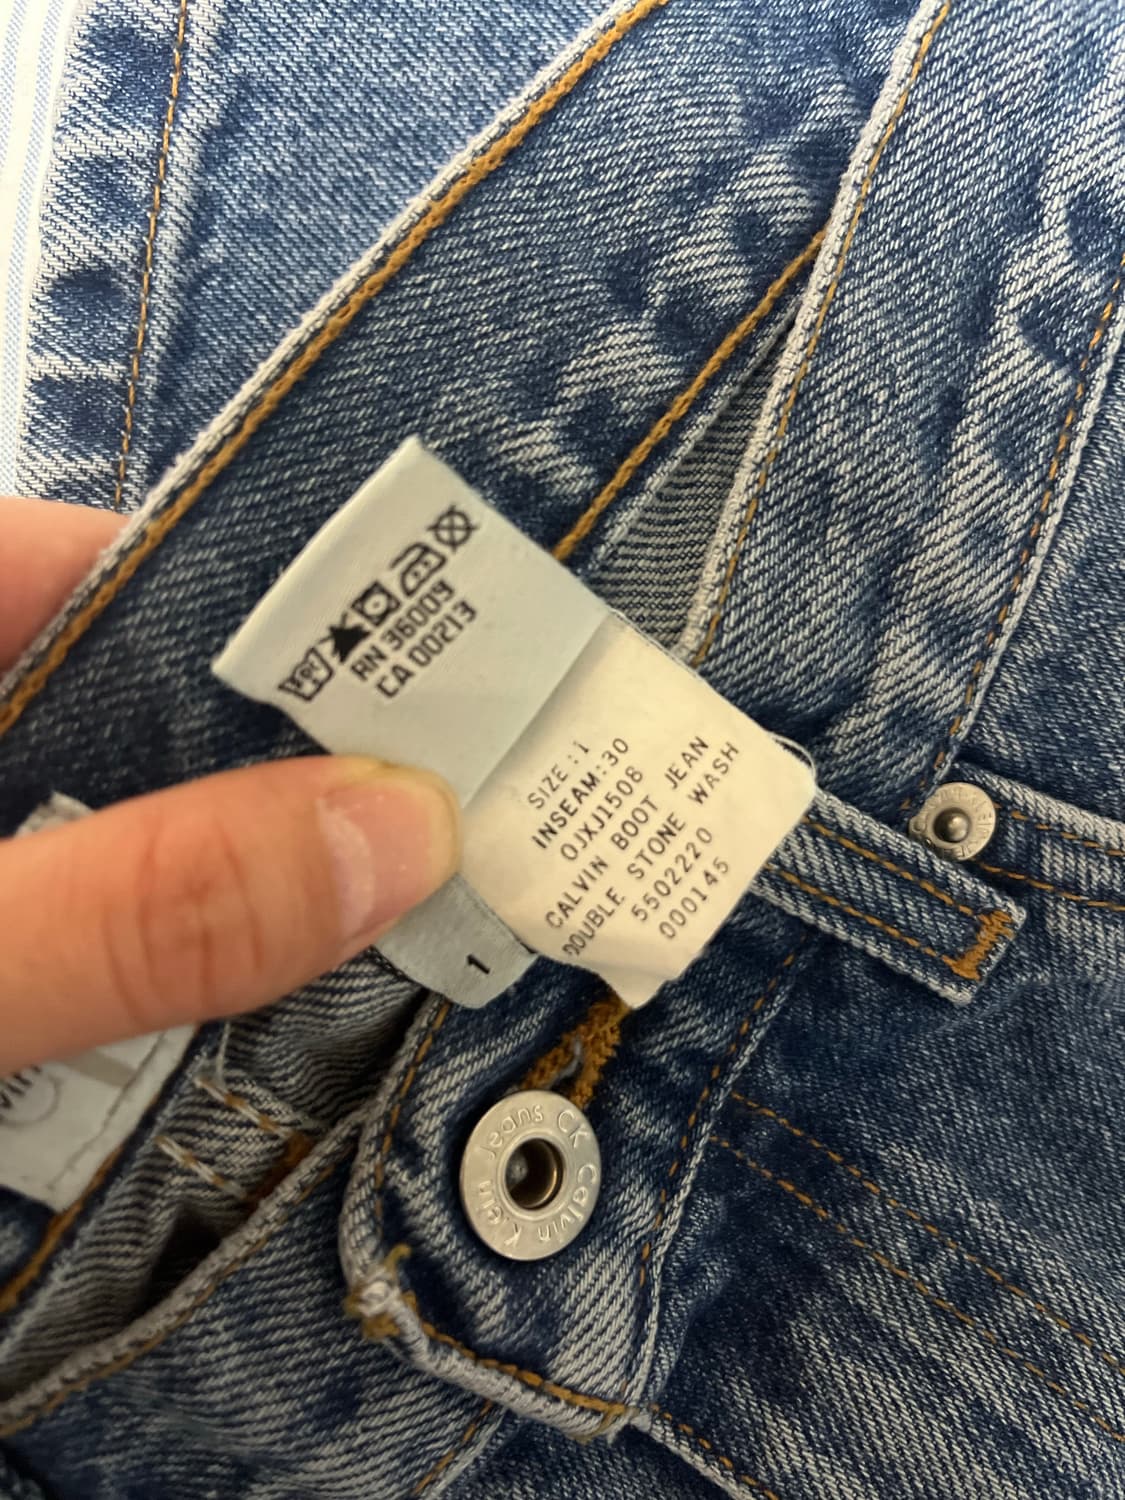 RN 36009
CA 00213
SIZE : 1
INSEAM:30
OJXJ1508
CALVIN BOOT JEAN
DOUBLE STONE WASH
5502220
000145
1
Jeans CK Calvin Klein